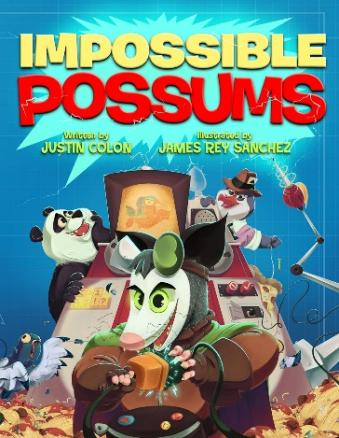 IMPOSSIBLE
POSSUMS
Written by
JUSTIN COLÓN
Illustrated by
JAMES REY SANCHEZ